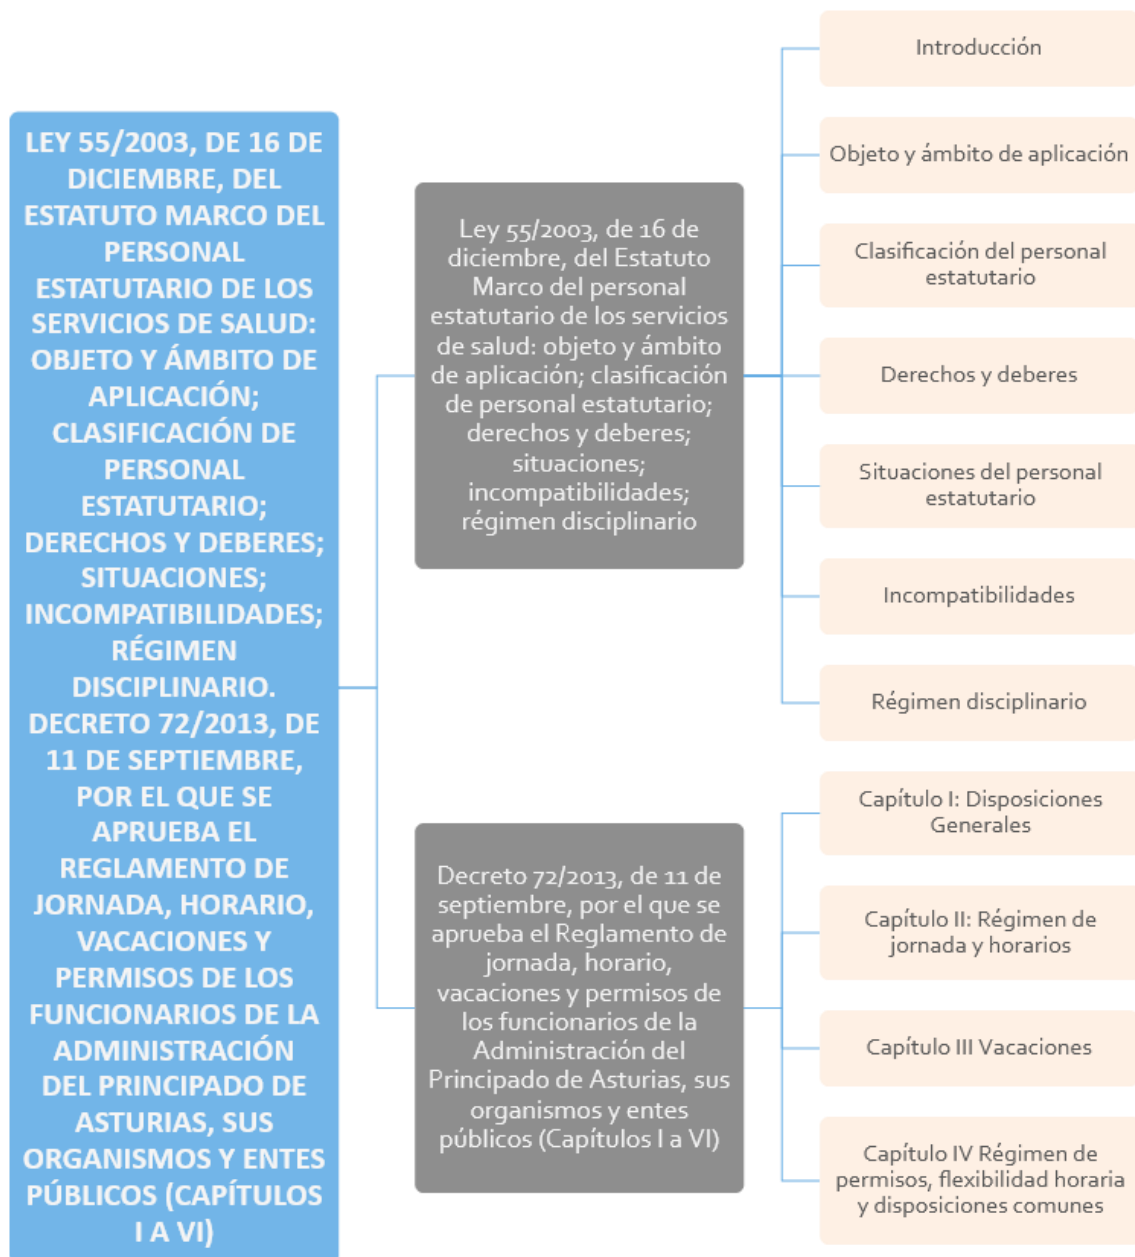 LEY 55/2003, DE 16 DE
DICIEMBRE, DEL
ESTATUTO MARCO DEL
PERSONAL
ESTATUTARIO DE LOS
SERVICIOS DE SALUD:
OBJETO Y ÁMBITO DE
APLICACIÓN;
CLASIFICACIÓN DE
PERSONAL
ESTATUTARIO;
DERECHOS Y DEBERES;
SITUACIONES;
INCOMPATIBILIDADES;
RÉGIMEN
DISCIPLINARIO.
DECRETO 72/2013, DE
11 DE SEPTIEMBRE,
POR EL QUE SE
APRUEBA EL
REGLAMENTO DE
JORNADA, HORARIO,
VACACIONES Y
PERMISOS DE LOS
FUNCIONARIOS DE LA
ADMINISTRACIÓN
DEL PRINCIPADO DE
ASTURIAS, SUS
ORGANISMOS Y ENTES
PÚBLICOS (CAPÍTULOS
I A VI)
Ley 55/2003, de 16 de
diciembre, del Estatuto
Marco del personal
estatutario de los servicios
de salud: objeto y ámbito
de aplicación; clasificación
de personal estatutario;
derechos y deberes;
situaciones;
incompatibilidades;
régimen disciplinario
Introducción
Objeto y ámbito de aplicación
Clasificación del personal
estatutario
Derechos y deberes
Situaciones del personal
estatutario
Incompatibilidades
Régimen disciplinario
Decreto 72/2013, de 11 de
septiembre, por el que se
aprueba el Reglamento de
jornada, horario,
vacaciones y permisos de
los funcionarios de la
Administración del
Principado de Asturias, sus
organismos y entes
públicos (Capítulos I a VI)
Capítulo I: Disposiciones
Generales
Capítulo II: Régimen de
jornada y horarios
Capítulo III Vacaciones
Capítulo IV Régimen de
permisos, flexibilidad horaria
y disposiciones comunes